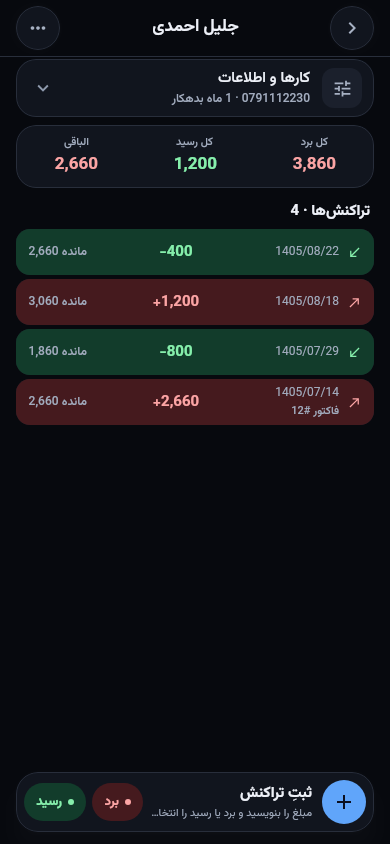 جلیل احمدی
کارها و اطلاعات
0791112230 · 1 ماه بدهکار
کل برد
کل رسید
الباقی
3,860
1,200
2,660
تراکنش‌ها · 4
1405/08/22
−400
مانده 2,660
1405/08/18
+1,200
مانده 3,060
1405/07/29
−800
مانده 1,860
1405/07/14
فاکتور #12
+2,660
مانده 2,660
ثبتِ تراکنش
مبلغ را بنویسید و برد یا رسید را انتخا...
برد
رسید